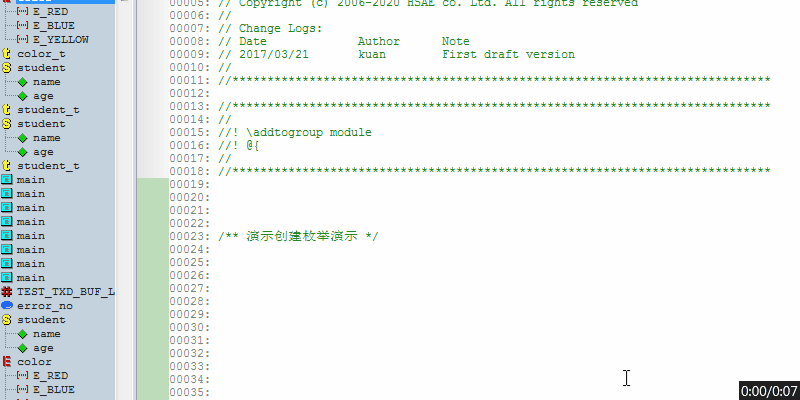 E_RED
E_BLUE
E_YELLOW
color_t
student
name
age
student_t
student
name
age
student_t
main
main
main
main
main
main
main
main
TEST_TXD_BUF_L
error_no
student
name
age
color
E_RED
E_BLUE
00005: // Copyright (c) 2006-2020 HSAE co. Ltd. All rights reserved
00006: //
00007: // Change Logs:
00008: // Date Author Note
00009: // 2017/03/21 kuan First draft version
00010: //
00011: //****************************************************************************
00012:
00013: //****************************************************************************
00014: //
00015: //! \addtogroup module
00016: //! @{
00017: //
00018: //****************************************************************************
00019:
00020:
00021:
00022:
00023: /** 演示创建枚举演示 */
00024:
00025:
00026:
00027:
00028:
00029:
00030:
00031:
00032:
00033:
00034:
00035:
0:00/0:07